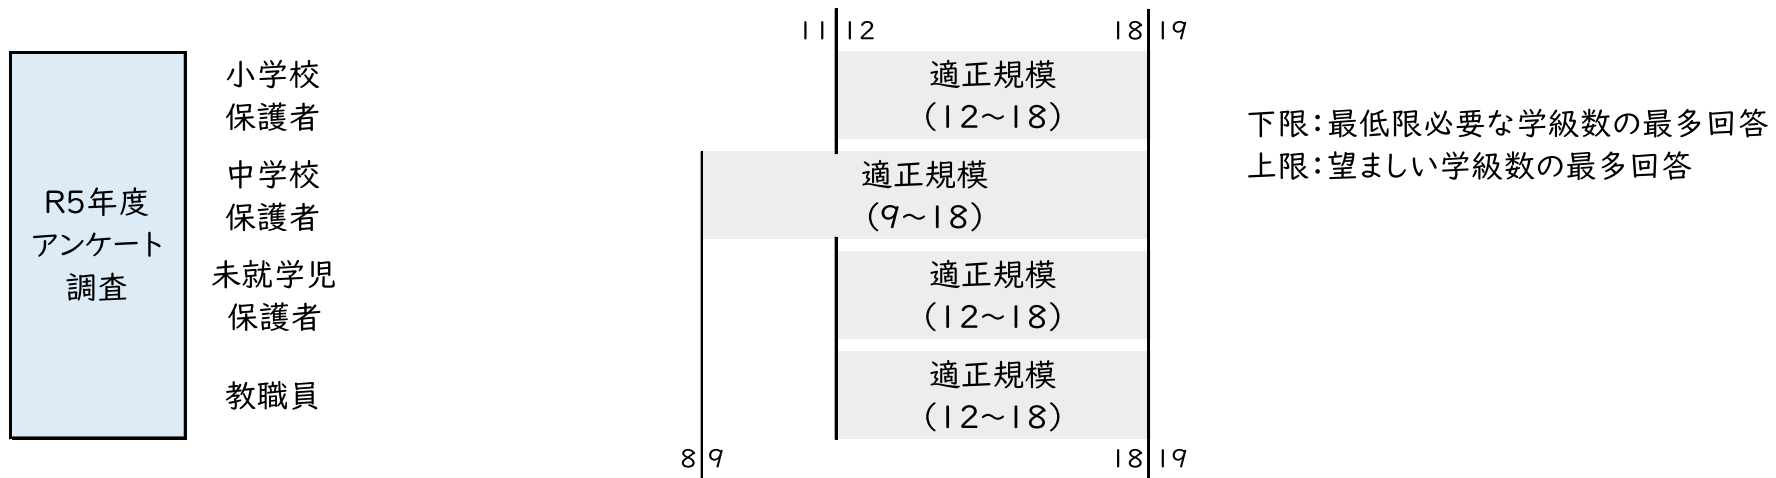 11 12 18 19
R5年度
アンケート
調査
小学校
保護者
適正規模
(12～18)
中学校
保護者
適正規模
(9～18)
未就学児
保護者
適正規模
(12～18)
教職員
適正規模
(12～18)
8 9 18 19
下限：最低限必要な学級数の最多回答
上限：望ましい学級数の最多回答